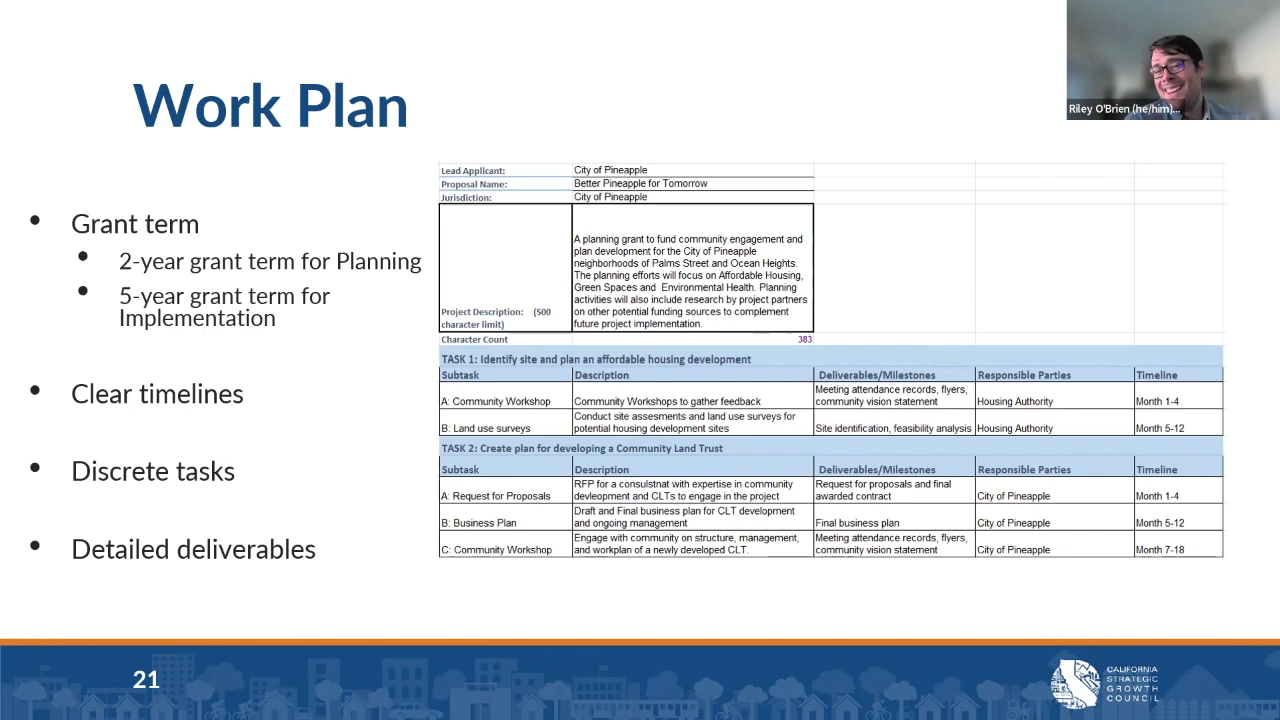 Work Plan
Riley O'Brien (he/him)...
• Grant term
• 2-year grant term for Planning
• 5-year grant term for
Implementation
• Clear timelines
• Discrete tasks
• Detailed deliverables
Lead Applicant: City of Pineapple
Proposal Name: Better Pineapple for Tomorrow
Jurisdiction: City of Pineapple
Project Description: (500
character limit)
A planning grant to fund community engagement and
plan development for the City of Pineapple
neighborhoods of Palms Street and Ocean Heights.
The planning efforts will focus on Affordable Housing,
Green Spaces and Environmental Health. Planning
activities will also include research by project partners
on other potential funding sources to complement
future project implementation.
Character Count 383
TASK 1: Identify site and plan an affordable housing development
Subtask Description Deliverables/Milestones Responsible Parties Timeline
A: Community Workshop Community Workshops to gather feedback Meeting attendance records, flyers,
community vision statement Housing Authority Month 1-4
B: Land use surveys Conduct site assesments and land use surveys for
potential housing development sites Site identification, feasibility analysis Housing Authority Month 5-12
TASK 2: Create plan for developing a Community Land Trust
Subtask Description Deliverables/Milestones Responsible Parties Timeline
A: Request for Proposals RFP for a consulstnat with expertise in community
devleopment and CLTs to engage in the project Request for proposals and final
awarded contract City of Pineapple Month 1-4
B: Business Plan Draft and Final business plan for CLT development
and ongoing management Final business plan City of Pineapple Month 5-12
C: Community Workshop Engage with community on structure, management,
and workplan of a newly developed CLT. Meeting attendance records, flyers,
community vision statement City of Pineapple Month 7-18
21
CALIFORNIA
STRATEGIC
GROWTH
COUNCIL